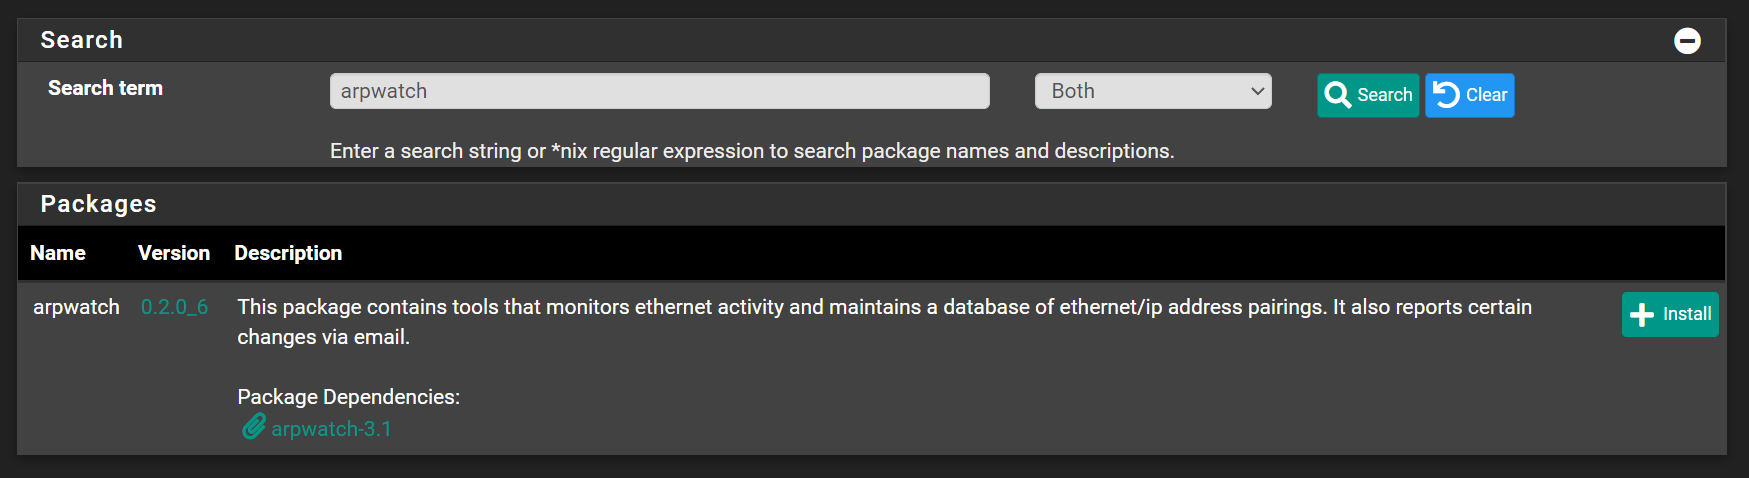 Search
Search term
arpwatch
Both
Search
Clear
Enter a search string or *nix regular expression to search package names and descriptions.
Packages
Name Version Description
arpwatch 0.2.0_6 This package contains tools that monitors ethernet activity and maintains a database of ethernet/ip address pairings. It also reports certain
changes via email.
Install
Package Dependencies:
arpwatch-3.1